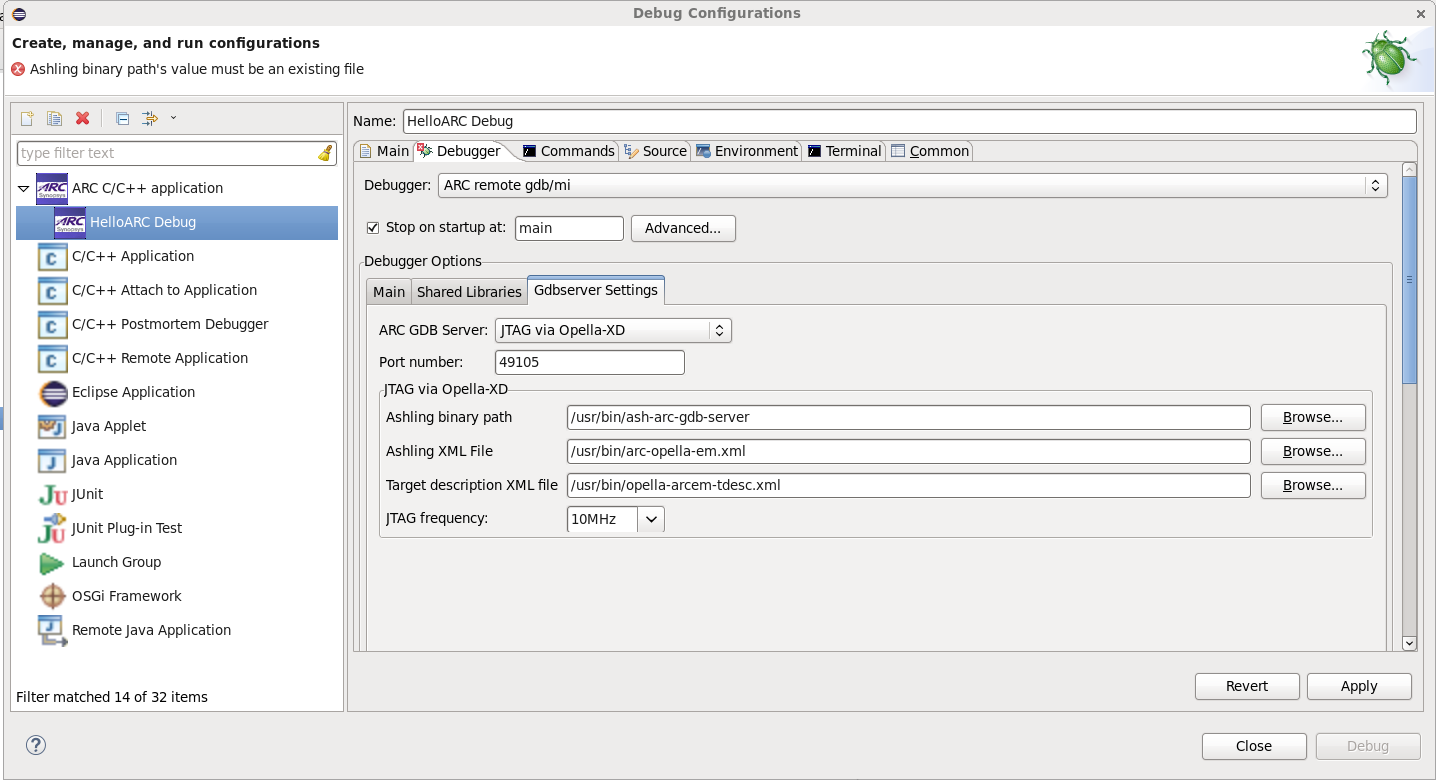 Debug Configurations
Create, manage, and run configurations
Ashling binary path's value must be an existing file
type filter text
ARC C/C++ application
HelloARC Debug
C/C++ Application
C/C++ Attach to Application
C/C++ Postmortem Debugger
C/C++ Remote Application
Eclipse Application
Java Applet
Java Application
JUnit
JUnit Plug-in Test
Launch Group
OSGi Framework
Remote Java Application
Filter matched 14 of 32 items
Name: HelloARC Debug
Main Debugger Commands Source Environment Terminal Common
Debugger: ARC remote gdb/mi
Stop on startup at: main Advanced...
Debugger Options
Main Shared Libraries Gdbserver Settings
ARC GDB Server: JTAG via Opella-XD
Port number: 49105
JTAG via Opella-XD
Ashling binary path /usr/bin/ash-arc-gdb-server Browse...
Ashling XML File /usr/bin/arc-opella-em.xml Browse...
Target description XML file /usr/bin/opella-arcem-tdesc.xml Browse...
JTAG frequency: 10MHz
Revert Apply
Close Debug